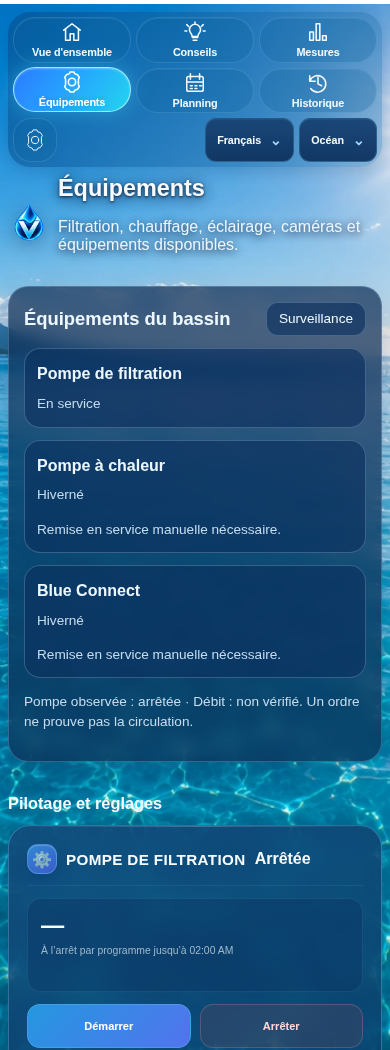 Vue d'ensemble
Conseils
Mesures
Équipements
Planning
Historique
Français
Océan
Équipements
Filtration, chauffage, éclairage, caméras et
équipements disponibles.
Équipements du bassin
Surveillance
Pompe de filtration
En service
Pompe à chaleur
Hiverné
Remise en service manuelle nécessaire.
Blue Connect
Hiverné
Remise en service manuelle nécessaire.
Pompe observée : arrêtée · Débit : non vérifié. Un ordre
ne prouve pas la circulation.
Pilotage et réglages
POMPE DE FILTRATION Arrêtée
—
À l'arrêt par programme jusqu'à 02:00 AM
Démarrer
Arrêter